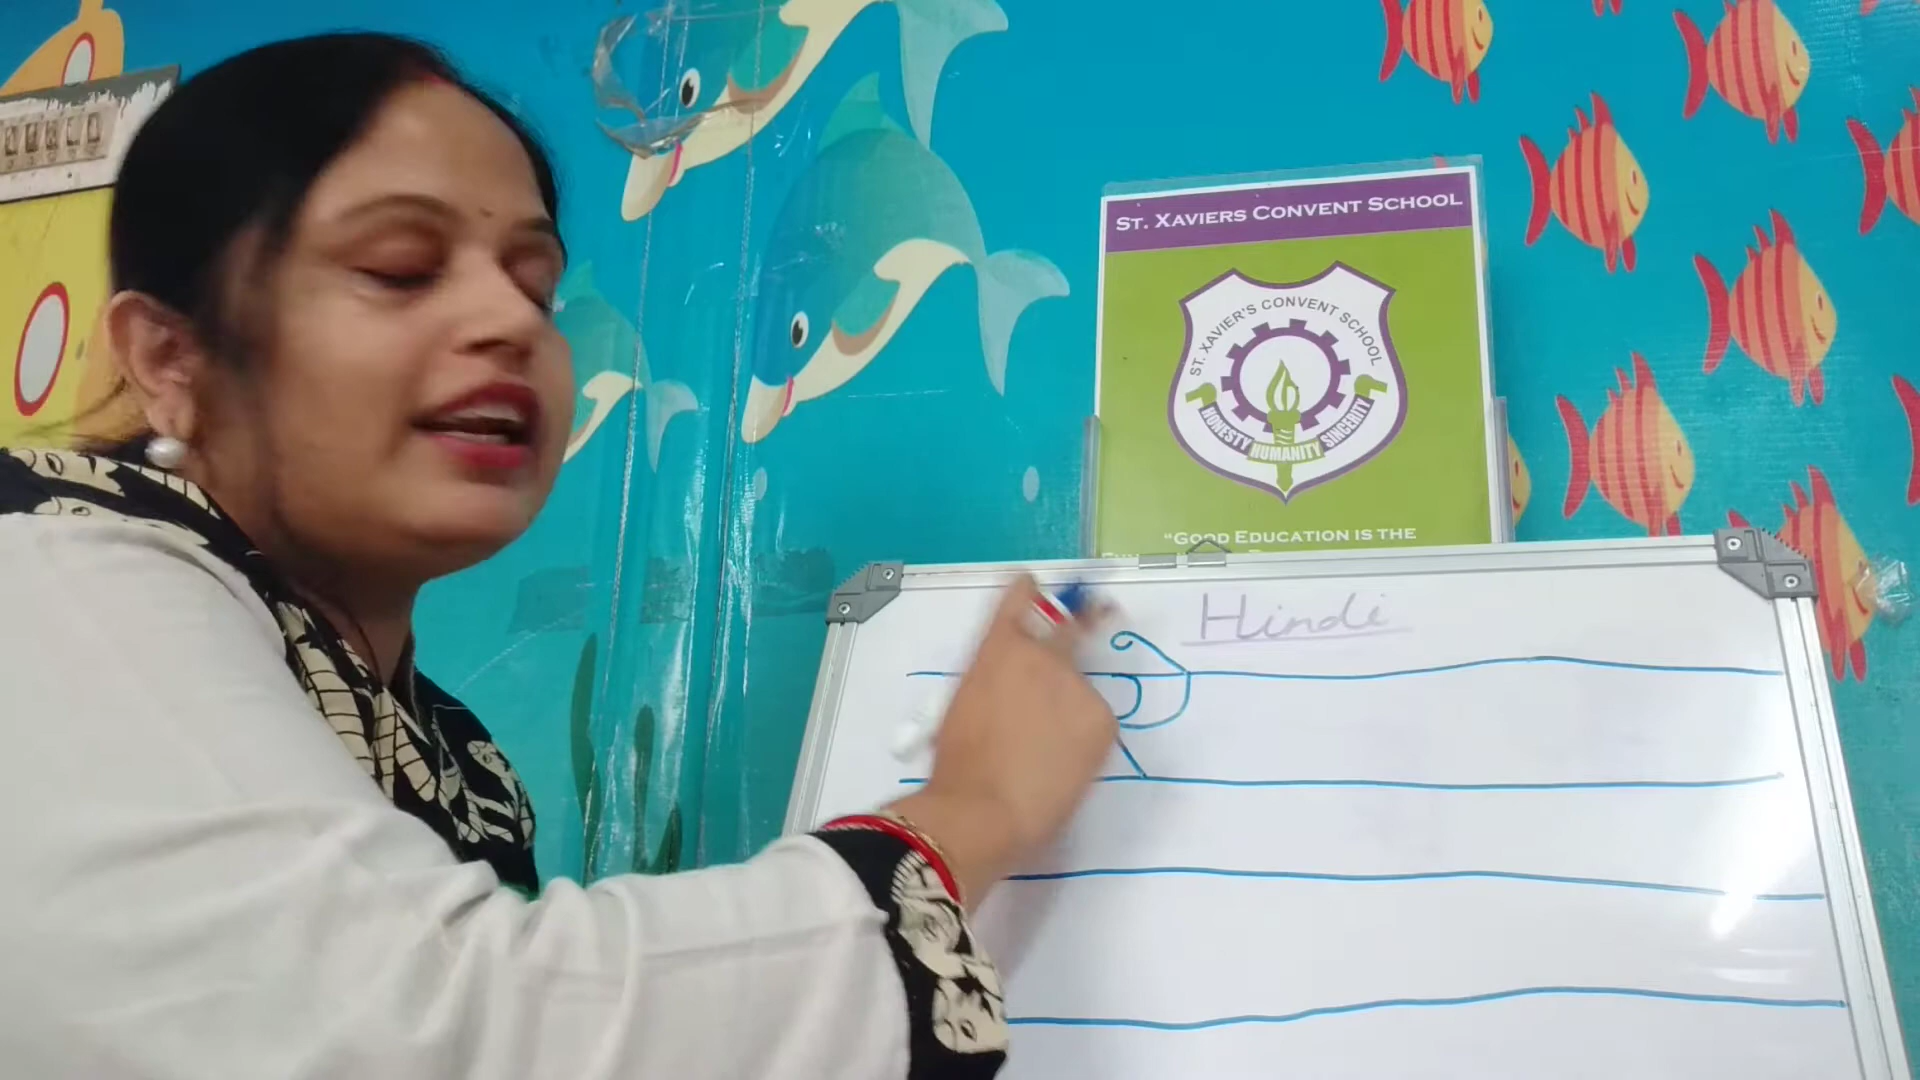 ST. XAVIERS CONVENT SCHOOL
ST. XAVIER'S CONVENT SCHOOL
HONESTY HUMANITY SINCERITY
"GOOD EDUCATION IS THE
Hindi